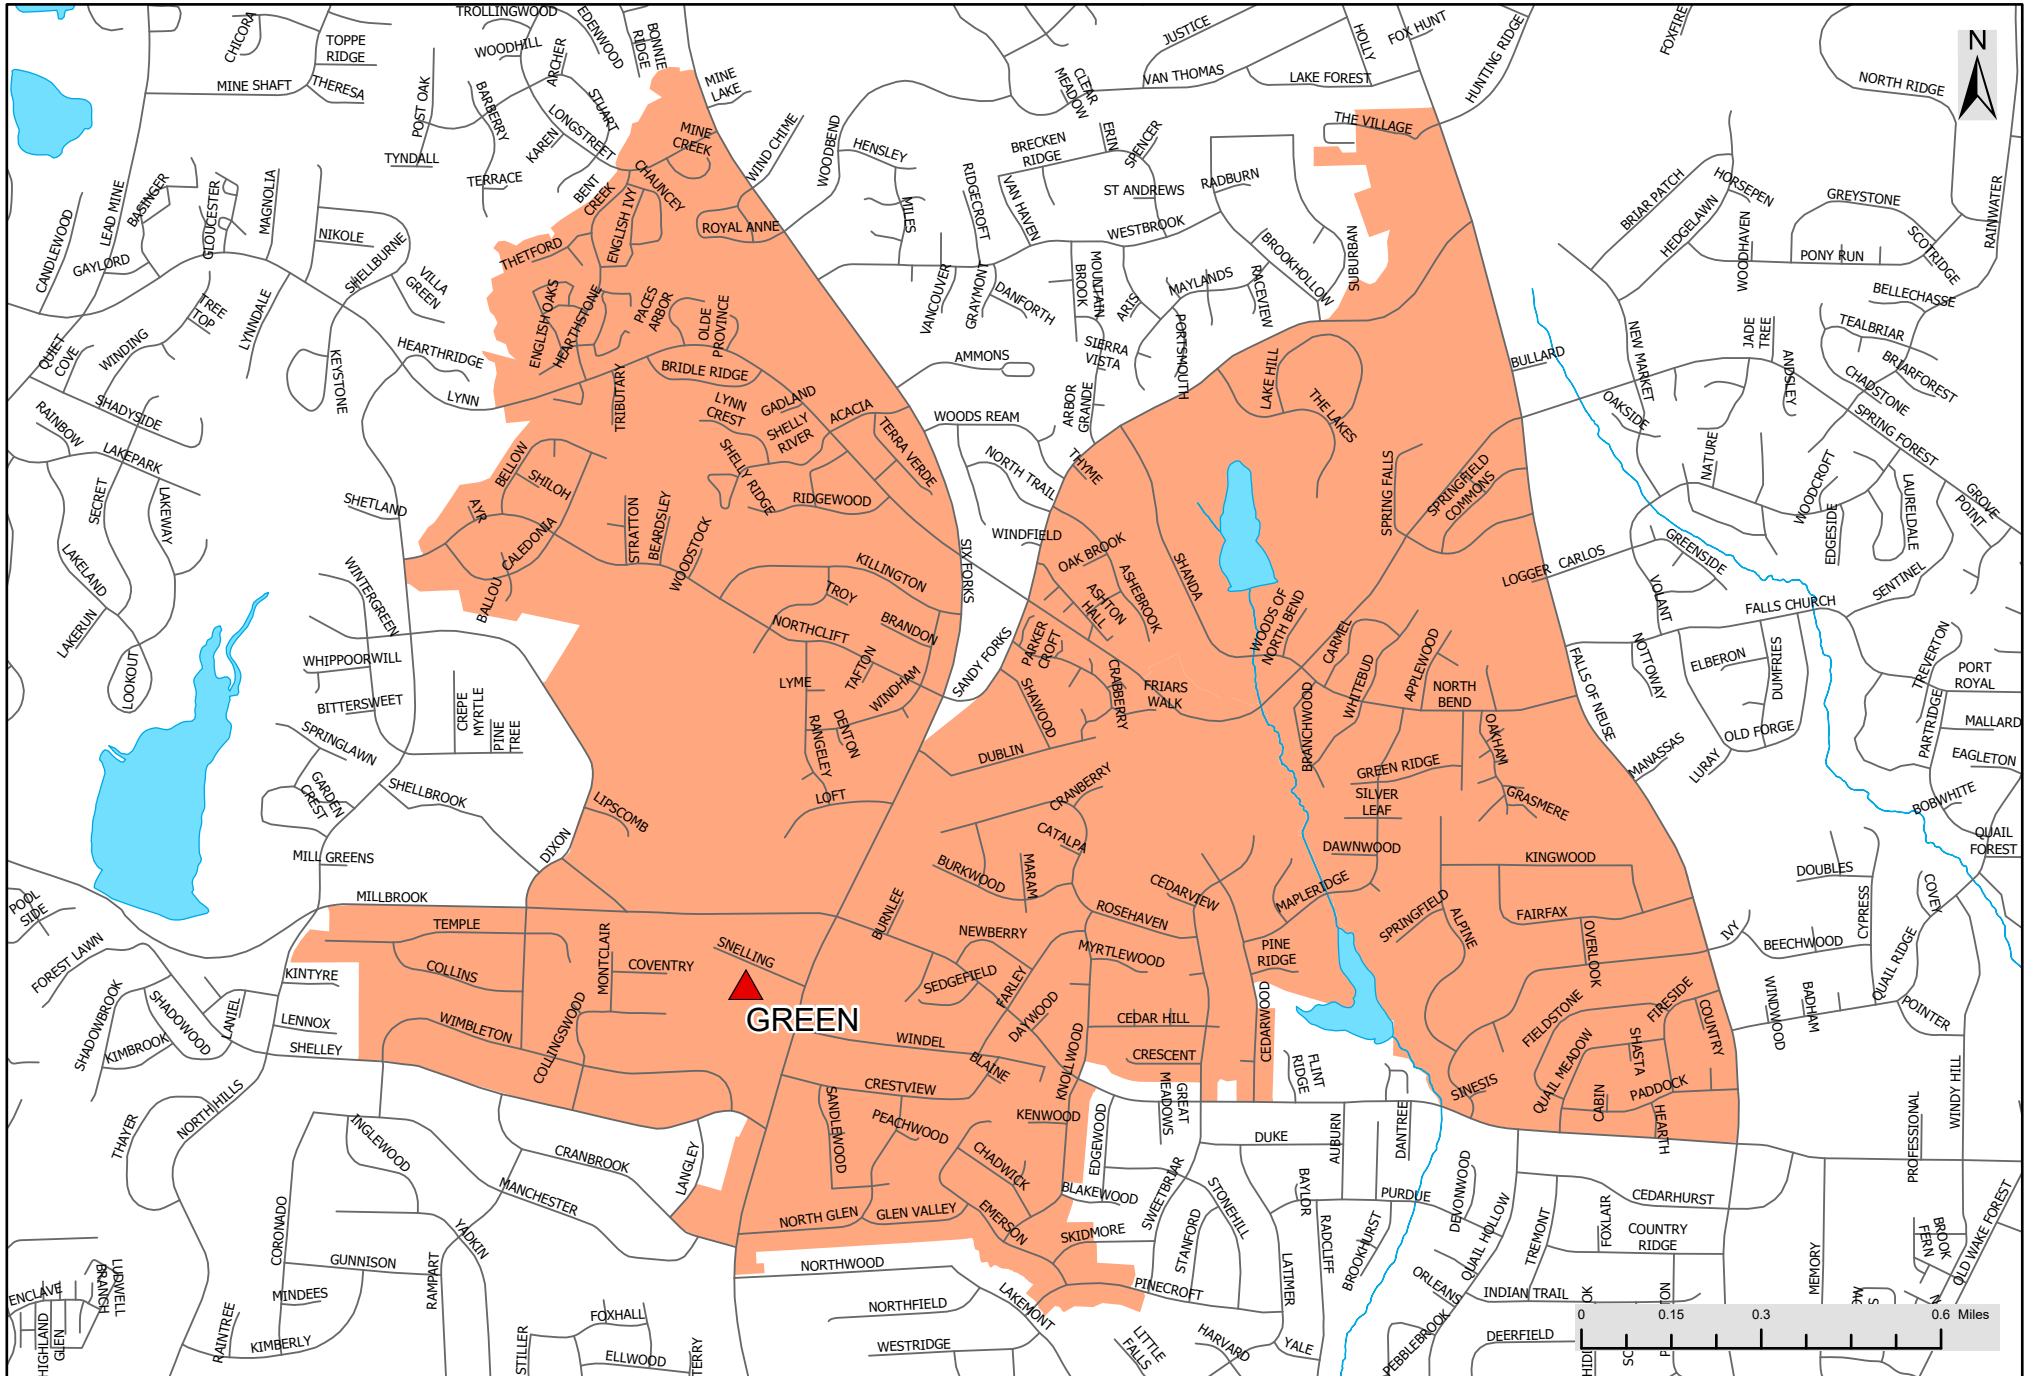 TROLLINGWOOD
EDENWOOD
BONNIE
RIDGE
CHICORA
TOPPE
RIDGE
WOODHILL
ARCHER
MINE SHAFT
THERESA
POST OAK
BARBERRY
STUART
LONGSTREET
KAREN
TYNDALL
TERRACE
BENT
CREEK
MINE
LAKE
MINE
CREEK
CHAUNCEY
ENGLISH IVY
WIND CHIME
ROYAL ANNE
WOODBEND
HENSLEY
MILES
RIDGECROFT
VAN HAVEN
BRECKEN
RIDGE
CLEAR
MEADOW
ERIN
SPENCER
ST ANDREWS
RADBURN
WESTBROOK
JUSTICE
VAN THOMAS
HOLLY
FOX HUNT
LAKE FOREST
HUNTING RIDGE
THE VILLAGE
FOXFIRE
NORTH RIDGE
N
BRIAR PATCH
HORSEPEN
HEDGELAWN
WOODHAVEN
GREYSTONE
SCOTRIDGE
PONY RUN
RAINWATER
BELLECHASSE
TEALBRIAR
BRIARFOREST
CHADSTONE
JADE
TREE
AINDSLEY
NEW MARKET
OAKSIDE
BULLARD
SPRING FOREST
GROVE
POINT
NATURE
WOODCROFT
EDGESIDE
LAURELDALE
CANDLEWOOD
LEAD MINE
BASINGER
GLOUCESTER
MAGNOLIA
NIKOLE
GAYLORD
SHELLBURNE
VILLA
GREEN
TREE
TOP
LYNNDALE
QUIET
COVE
WINDING
KEYSTONE
HEARTHRIDGE
LYNN
THETFORD
ENGLISH OAKS
HEARTHSTONE
PACES
ARBOR
OLDE
PROVINCE
BRIDLE RIDGE
TRIBUTARY
LYNN
CREST
GADLAND
SHELLY
RIVER
ACACIA
TERRA VERDE
SHELLY RIDGE
RIDGEWOOD
VANCOUVER
GRAYMONT
DANFORTH
AMMONS
MOUNTAIN
BROOK
ARIS
MAYLANDS
RACEVIEW
BROOKHOLLOW
SUBURBAN
SIERRA
VISTA
PORTSMOUTH
ARBOR
GRANDE
WOODS REAM
NORTH TRAIL
THYME
LAKE HILL
THE LAKES
SPRING FALLS
SPRINGFIELD
COMMONS
RAINBOW
SHADYSIDE
LAKEPARK
SECRET
LAKEWAY
LAKELAND
LAKERUN
LOOKOUT
SHETLAND
WINTERGREEN
BELLOW
AYR
SHILOH
CALEDONIA
BALLOU
STRATTON
BEARDSLEY
WOODSTOCK
WINDFIELD
SIX FORKS
KILLINGTON
TROY
BRANDON
NORTHCLIFT
TAFTON
WINDHAM
LYME
DENTON
RANGELEY
LOFT
SANDY FORKS
OAK BROOK
ASHEBROOK
ASHTON
HALL
SHANDA
PARKER
CROFT
SHAWOOD
CRABBERRY
FRIARS
WALK
WOODS OF
NORTH BEND
CARMEL
WHITEBUD
BRANCHWOOD
APPLEWOOD
NORTH
BEND
OAKHAM
GREEN RIDGE
SILVER
LEAF
GRASMERE
LOGGER
CARLOS
GREENSIDE
VOLANT
FALLS CHURCH
SENTINEL
NOTTOWAY
ELBERON
DUMFRIES
FALLS OF NEUSE
MANASSAS
LURAY
OLD FORGE
TREVERTON
PORT
ROYAL
PARTRIDGE
MALLARD
EAGLETON
BOBWHITE
QUAIL
FOREST
WHIPPOORWILL
BITTERSWEET
CREPE
MYRTLE
PINE
TREE
SPRINGLAWN
GARDEN
CREST
SHELLBROOK
LIPSCOMB
DIXON
MILL GREENS
MILLBROOK
DUBLIN
CRANBERRY
CATALPA
BURKWOOD
MARAM
BURNLEE
ROSEHAVEN
CEDARVIEW
MAPLERIDGE
DAWNWOOD
KINGWOOD
FAIRFAX
SPRINGFIELD
ALPINE
OVERLOOK
DOUBLES
CYPRESS
COVEY
IVY
BEECHWOOD
QUAIL RIDGE
POOL
SIDE
FOREST LAWN
TEMPLE
COLLINS
MONTCLAIR
COVENTRY
SNELLING
GREEN
NEWBERRY
SEDGEFIELD
FARLEY
DAYWOOD
MYRTLEWOOD
PINE
RIDGE
CEDARWOOD
CEDAR HILL
CRESCENT
KNOLLWOOD
SHADOWBROOK
SHADOWOOD
KIMBROOK
LANIEL
KINTYRE
LENNOX
SHELLEY
WIMBLETON
COLLINGSWOOD
WINDEL
BLAINE
CRESTVIEW
KENWOOD
SANDLEWOOD
PEACHWOOD
CHADWICK
FLINT
RIDGE
GREAT
MEADOWS
SINESIS
FIELDSTONE
FIRESIDE
COUNTRY
QUAIL MEADOW
SHASTA
CABIN
PADDOCK
HEARTH
WINDWOOD
BADHAM
POINTER
WINDY HILL
PROFESSIONAL
NORTH HILLS
THAYER
INGLEWOOD
CRANBROOK
MANCHESTER
LANGLEY
NORTH GLEN
GLEN VALLEY
EMERSON
EDGEWOOD
BLAKEWOOD
SKIDMORE
SWEETBRIAR
STONEHILL
STANFORD
DUKE
AUBURN
DANTREE
BAYLOR
RADCLIFF
PURDUE
BROOKHURST
DEVONWOOD
QUAIL HOLLOW
TREMONT
FOXLAIR
CEDARHURST
COUNTRY
RIDGE
CORONADO
GUNNISON
YADKIN
RAMPART
MINDEES
RAINTREE
KIMBERLY
FOXHALL
STILLER
ELLWOOD
TERRY
NORTHWOOD
NORTHFIELD
WESTRIDGE
LAKEMONT
PINECROFT
LITTLE
FALLS
LATIMER
HARVARD
YALE
ORLEANS
INDIAN TRAIL
PEBBLEBROOK
DEERFIELD
MEMORY
BROOK
FERN
OLD WAKE FOREST
ENCLAVE
LUDWELL
BRANCH
HIGHLAND
GLEN
0 0.15 0.3 0.6 Miles